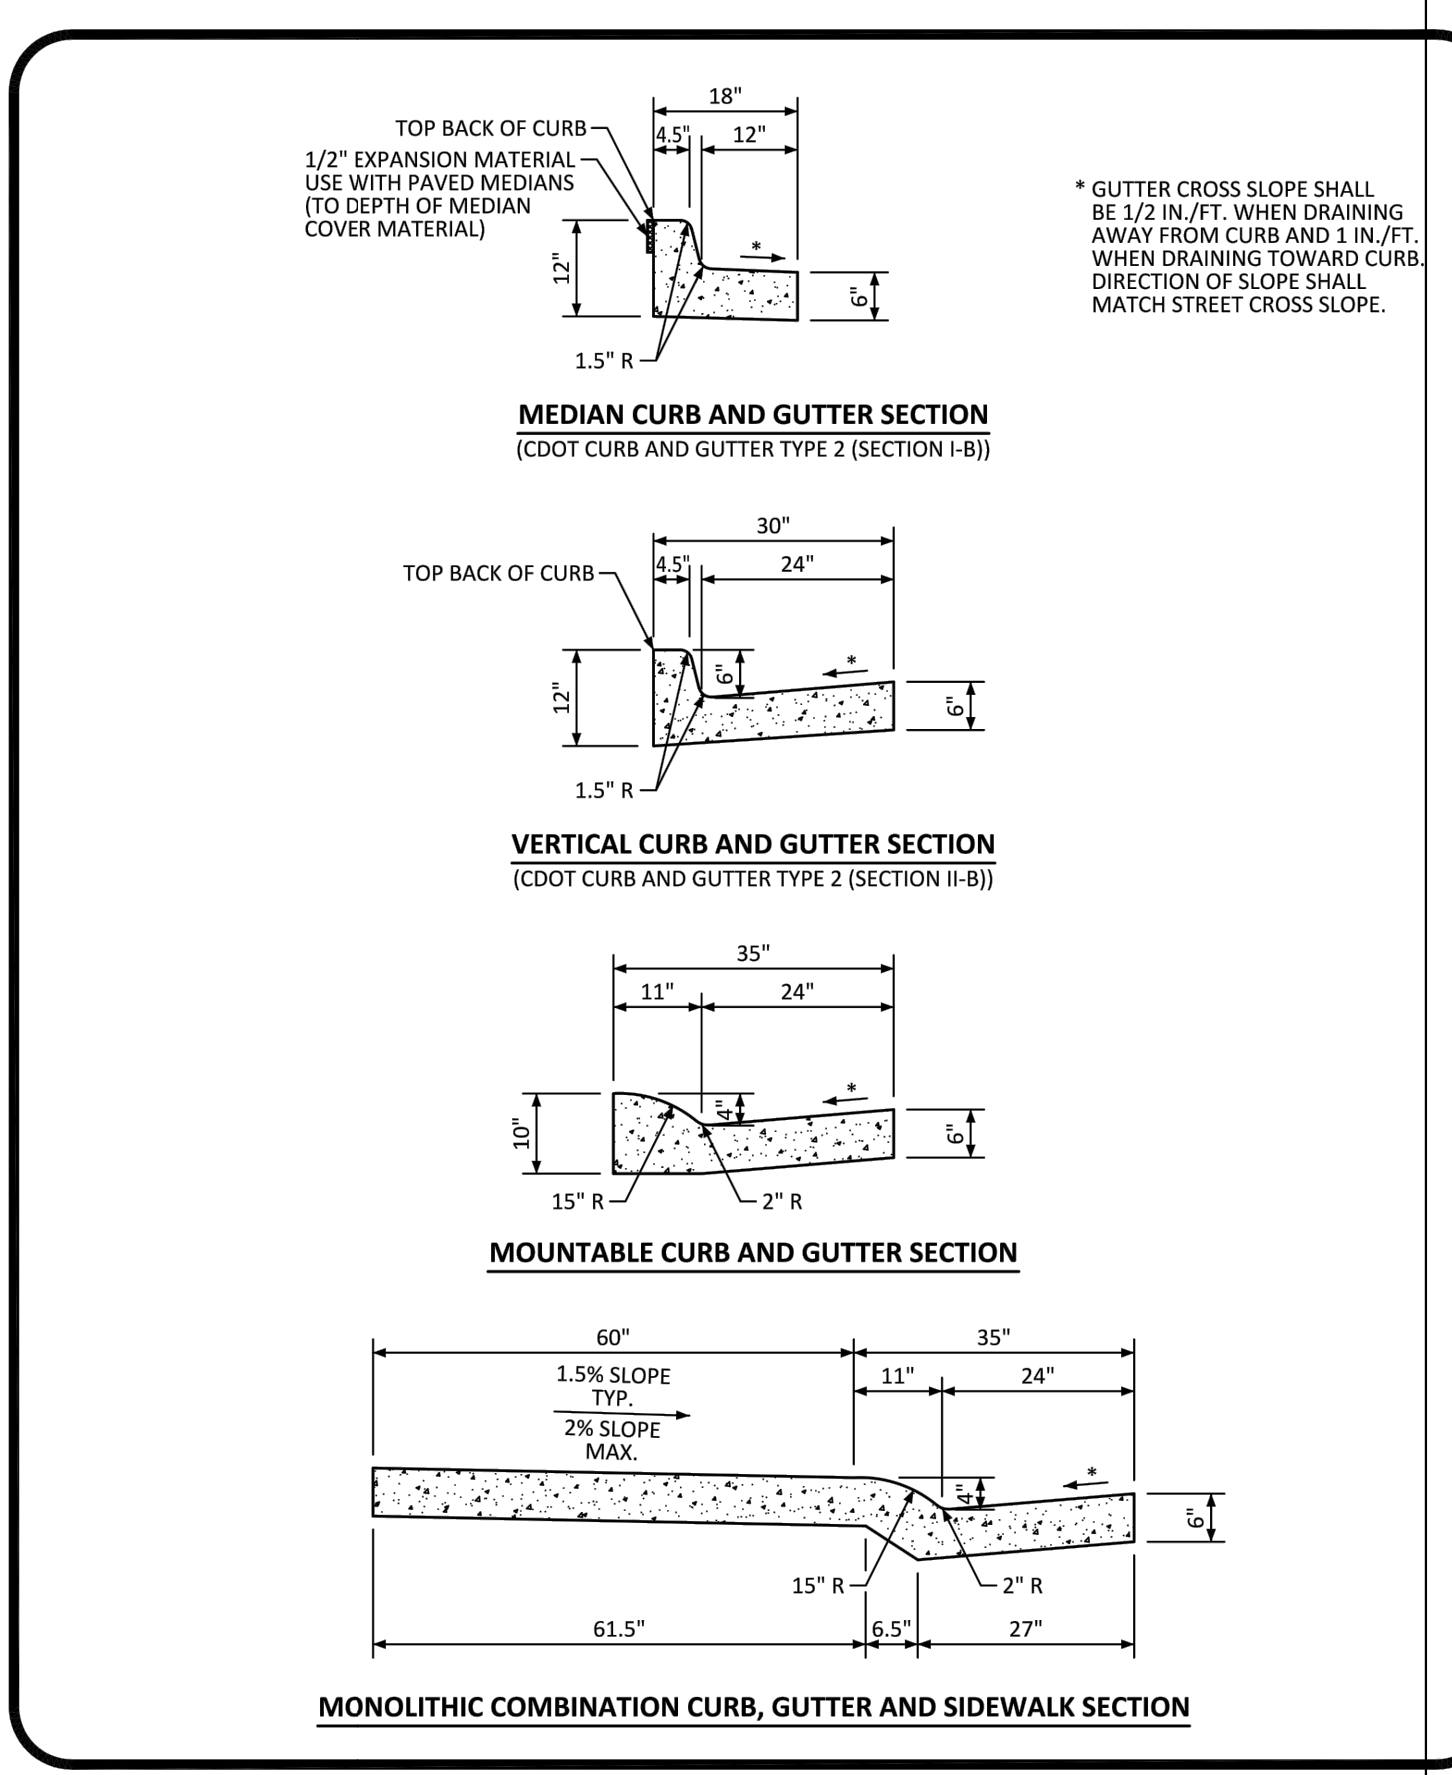 18"
TOP BACK OF CURB
4.5"
12"
1/2" EXPANSION MATERIAL
USE WITH PAVED MEDIANS
(TO DEPTH OF MEDIAN
COVER MATERIAL)
* GUTTER CROSS SLOPE SHALL
BE 1/2 IN./FT. WHEN DRAINING
AWAY FROM CURB AND 1 IN./FT.
WHEN DRAINING TOWARD CURB.
DIRECTION OF SLOPE SHALL
MATCH STREET CROSS SLOPE.
*
12"
6"
1.5" R
MEDIAN CURB AND GUTTER SECTION
(CDOT CURB AND GUTTER TYPE 2 (SECTION I-B))
30"
4.5"
24"
TOP BACK OF CURB
*
12"
6"
6"
1.5" R
VERTICAL CURB AND GUTTER SECTION
(CDOT CURB AND GUTTER TYPE 2 (SECTION II-B))
35"
11"
24"
*
10"
4"
6"
15" R
2" R
MOUNTABLE CURB AND GUTTER SECTION
60"
35"
1.5% SLOPE
TYP.
2% SLOPE
MAX.
11"
24"
*
4"
6"
15" R
2" R
61.5"
6.5"
27"
MONOLITHIC COMBINATION CURB, GUTTER AND SIDEWALK SECTION